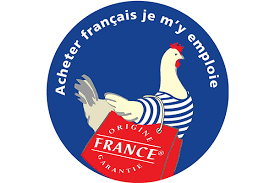 Acheter français je m'y emploie
ORIGINE
FRANCE®
GARANTIE